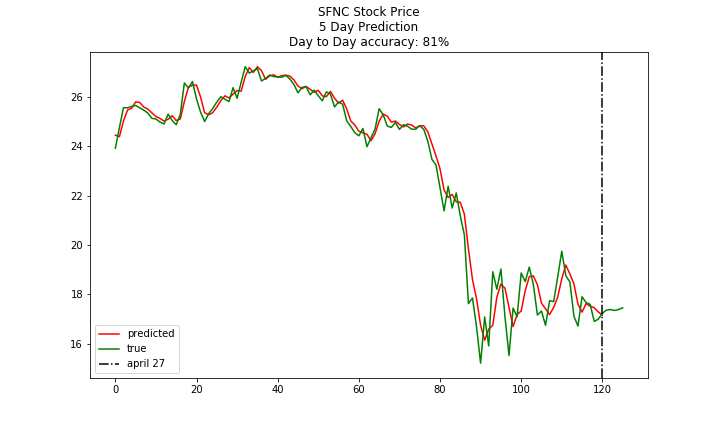 SFNC Stock Price
5 Day Prediction
Day to Day accuracy: 81%
26
24
22
20
18
16
predicted
true
april 27
0
20
40
60
80
100
120